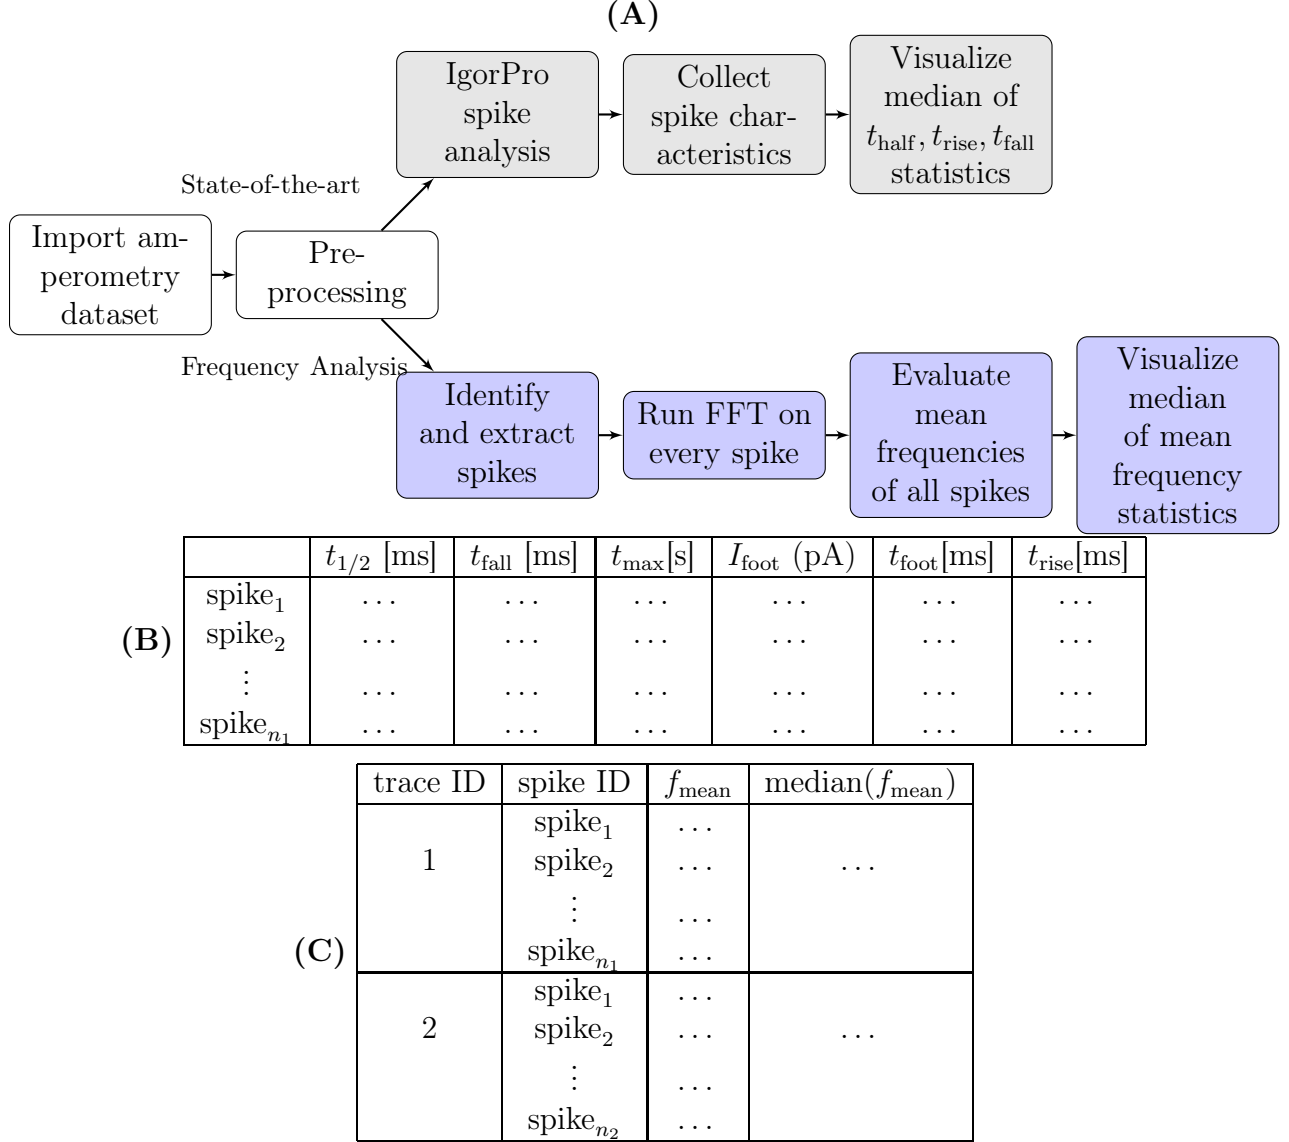 (A)
IgorPro
spike
analysis
Collect
spike char-
acteristics
Visualize
median of
t_half, t_rise, t_fall
statistics
State-of-the-art
Import am-
perometry
dataset
Pre-
processing
Frequency Analysis
Identify
and extract
spikes
Run FFT on
every spike
Evaluate
mean
frequencies
of all spikes
Visualize
median
of mean
frequency
statistics
(B)
t_1/2 [ms] t_fall [ms] t_max[s] I_foot (pA) t_foot[ms] t_rise[ms]
spike_1 ... ... ... ... ... ...
spike_2 ... ... ... ... ... ...
⋮ ... ... ... ... ... ...
spike_n_1 ... ... ... ... ... ...
(C)
trace ID spike ID f_mean median(f_mean)
spike_1 ...
1 spike_2 ... ...
⋮ ...
spike_n_1 ...
spike_1 ...
2 spike_2 ... ...
⋮ ...
spike_n_2 ...